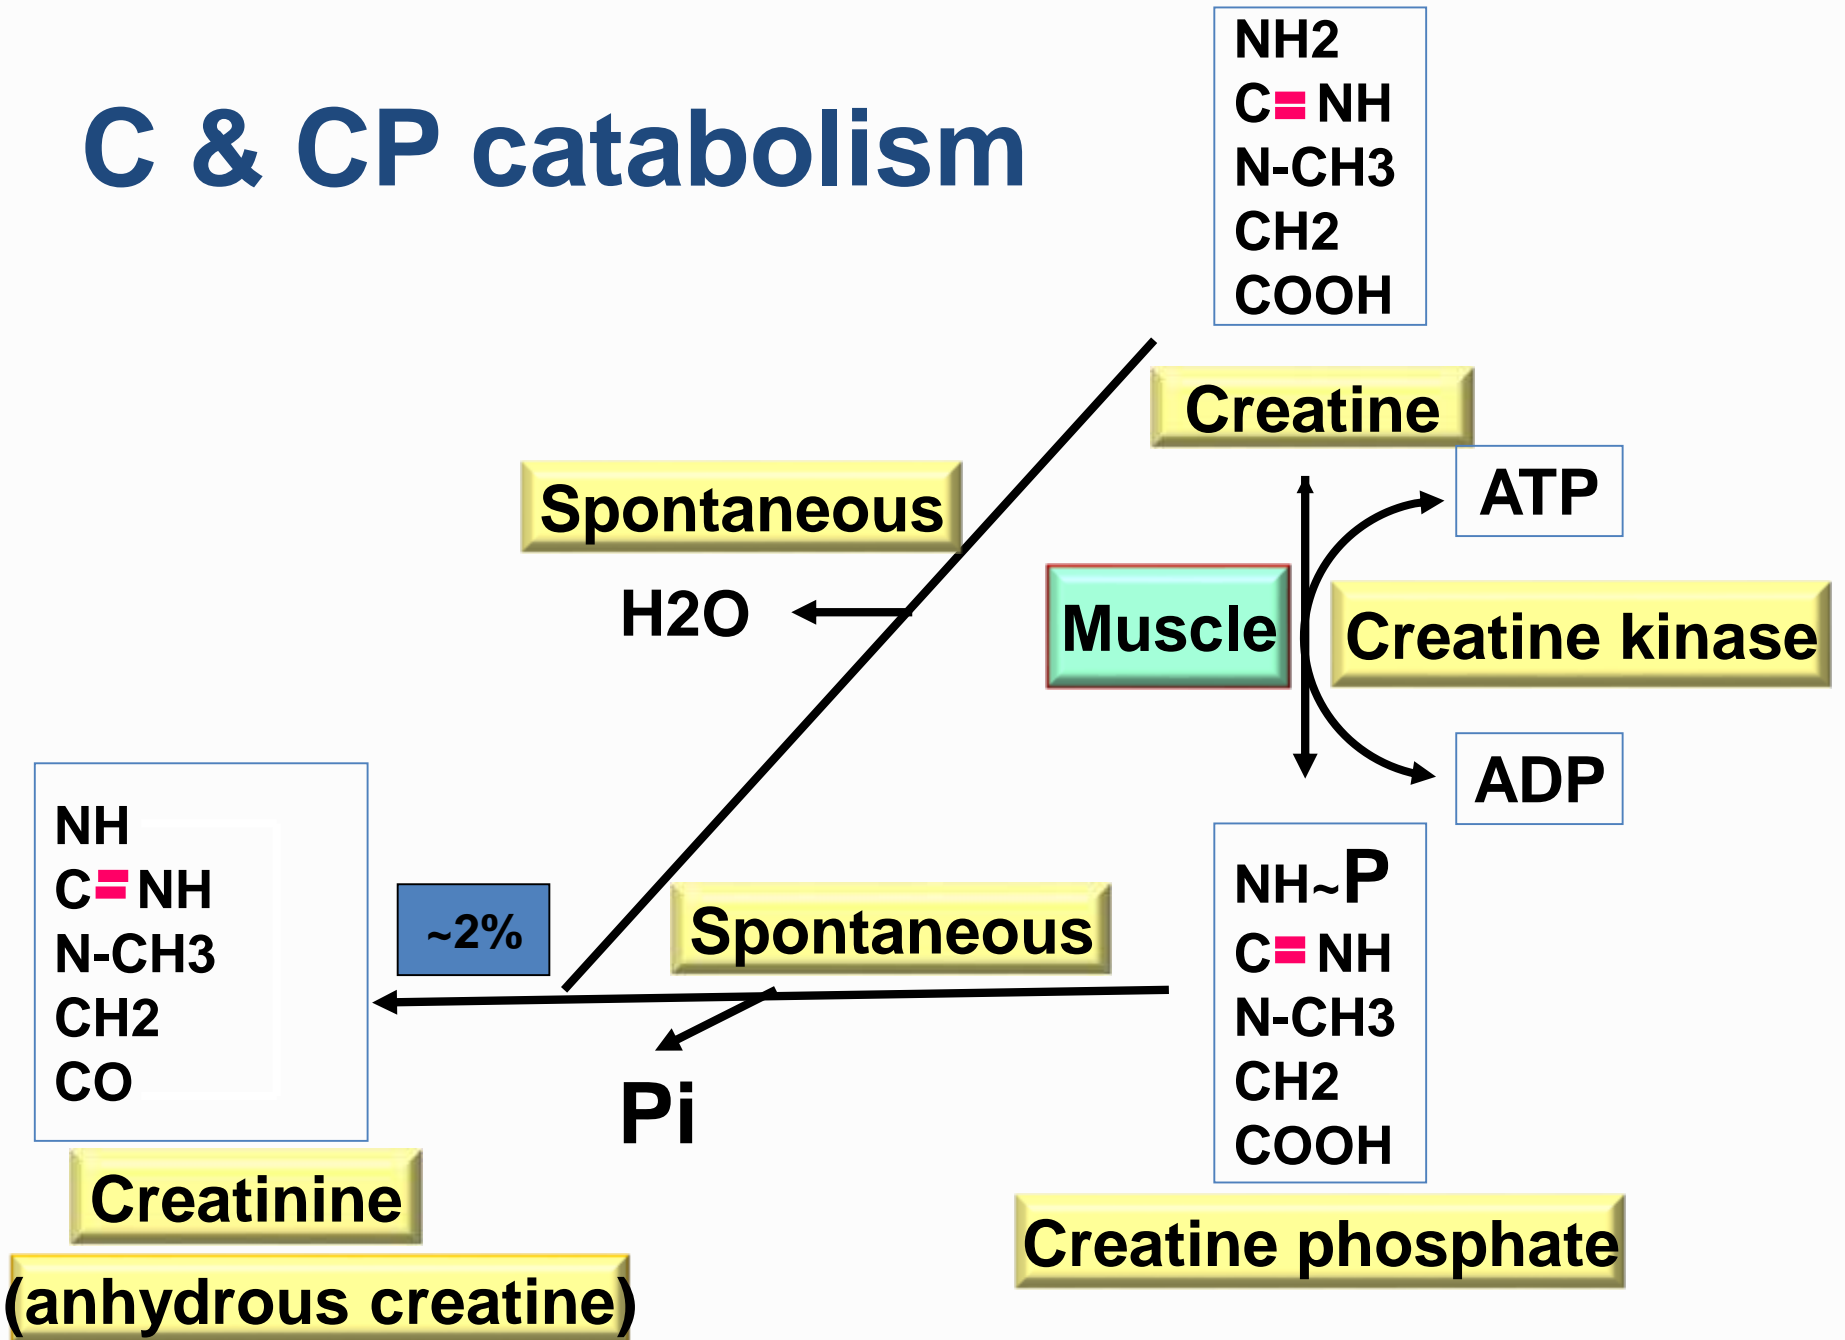 C & CP catabolism
NH2
C= NH
N-CH3
CH2
COOH
Creatine
ATP
Spontaneous
H2O
Muscle
Creatine kinase
ADP
NH
C=NH
N-CH3
CH2
CO
~2%
Spontaneous
Pi
NH~P
C= NH
N-CH3
CH2
COOH
Creatinine
(anhydrous creatine)
Creatine phosphate